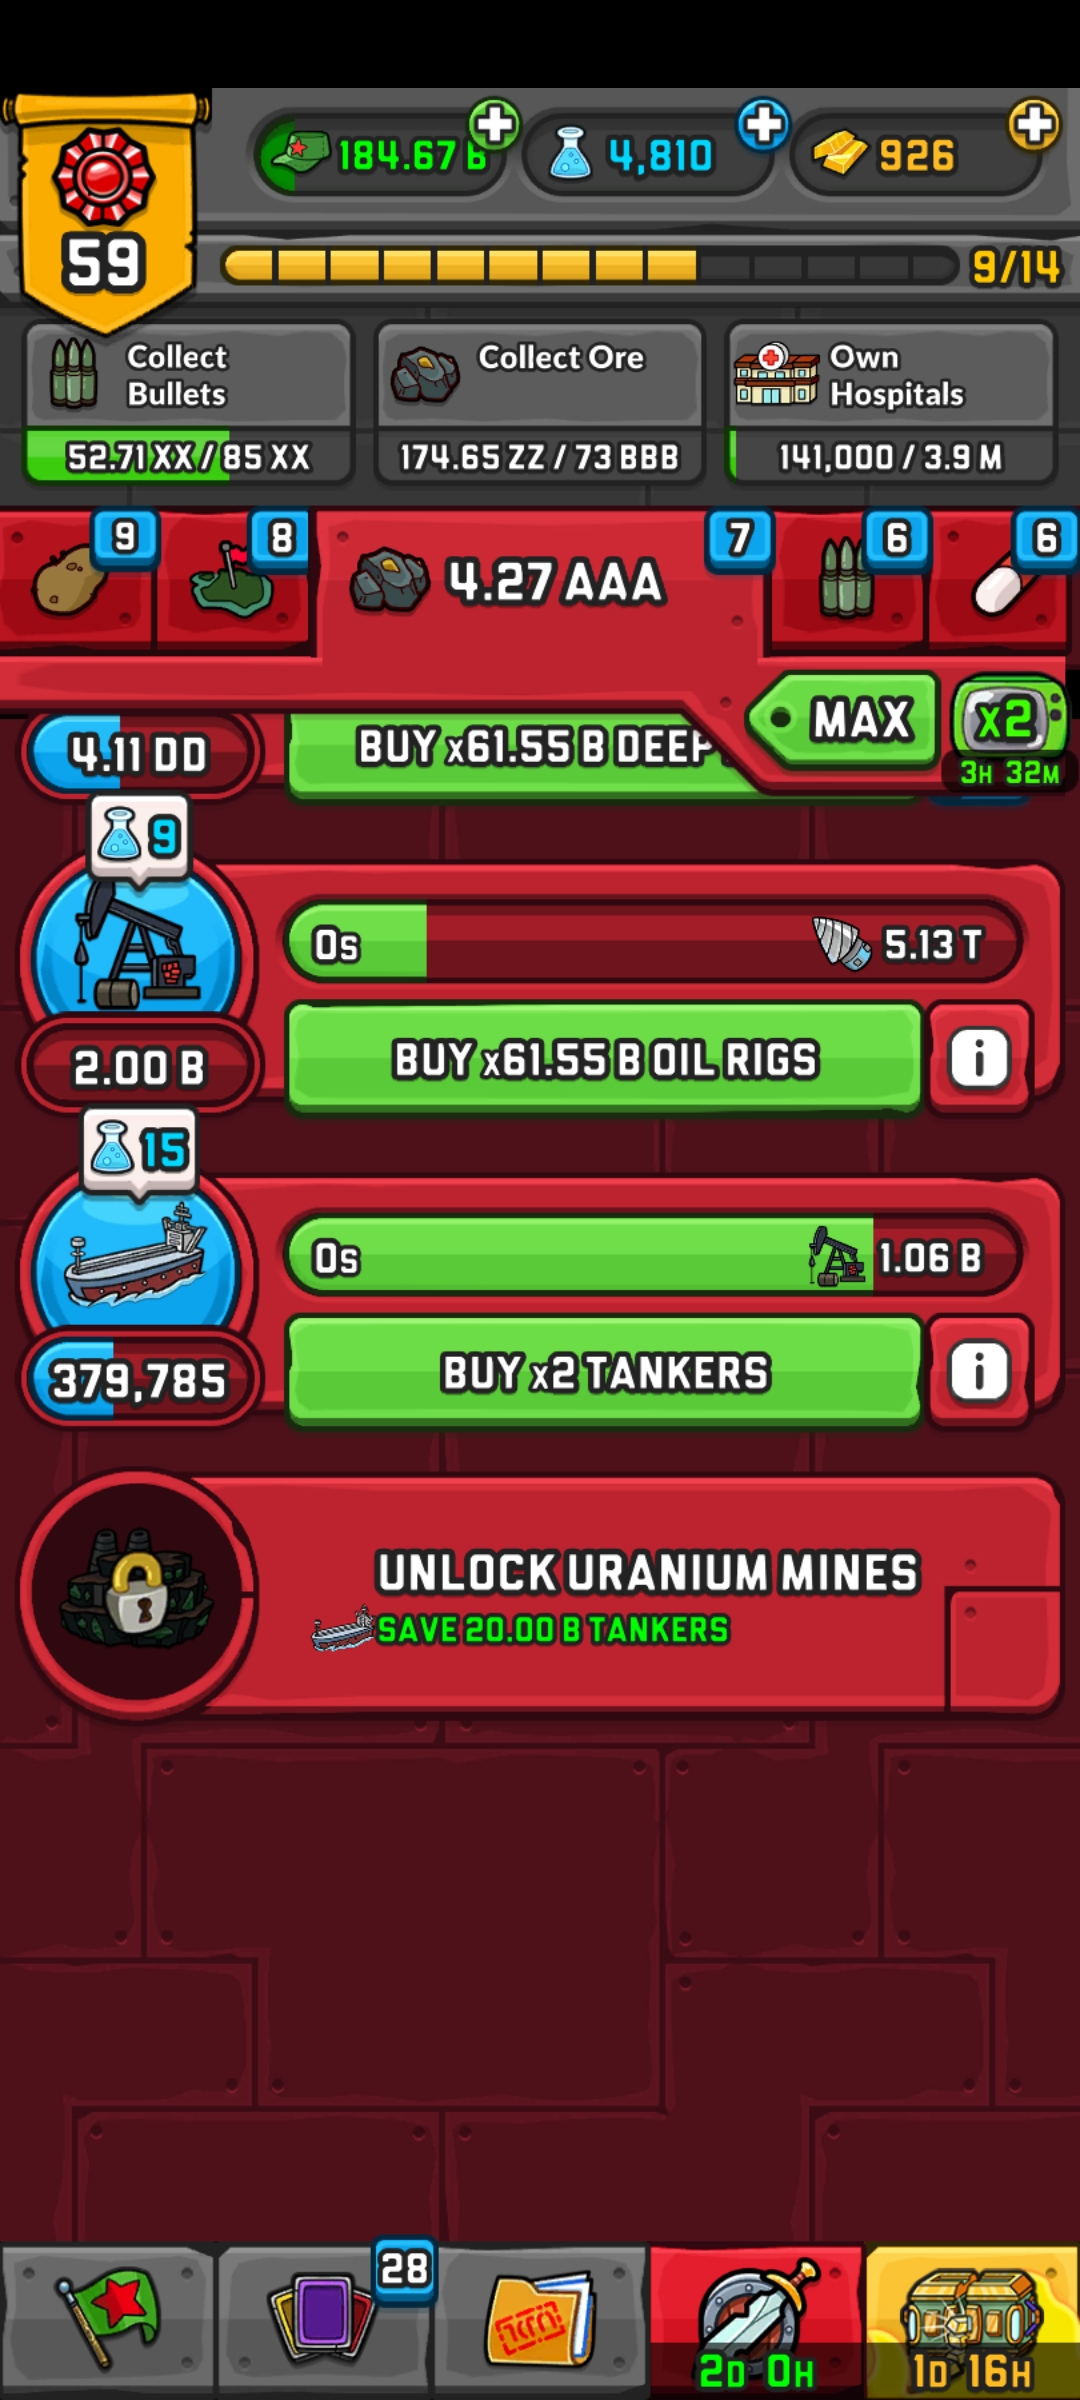 184.67 B
4,810
926
59
9/14
Collect
Bullets
52.71 XX / 85 XX
Collect Ore
174.65 ZZ / 73 BBB
Own
Hospitals
141,000 / 3.9 M
9
8
4.27 AAA
7
6
6
MAX
x2
3H 32M
4.11 DD
BUY x61.55 B DEEP
9
0s
5.13 T
2.00 B
BUY x61.55 B OIL RIGS
i
15
0s
1.06 B
379,785
BUY x2 TANKERS
i
UNLOCK URANIUM MINES
SAVE 20.00 B TANKERS
28
2D 0H
1D 16H